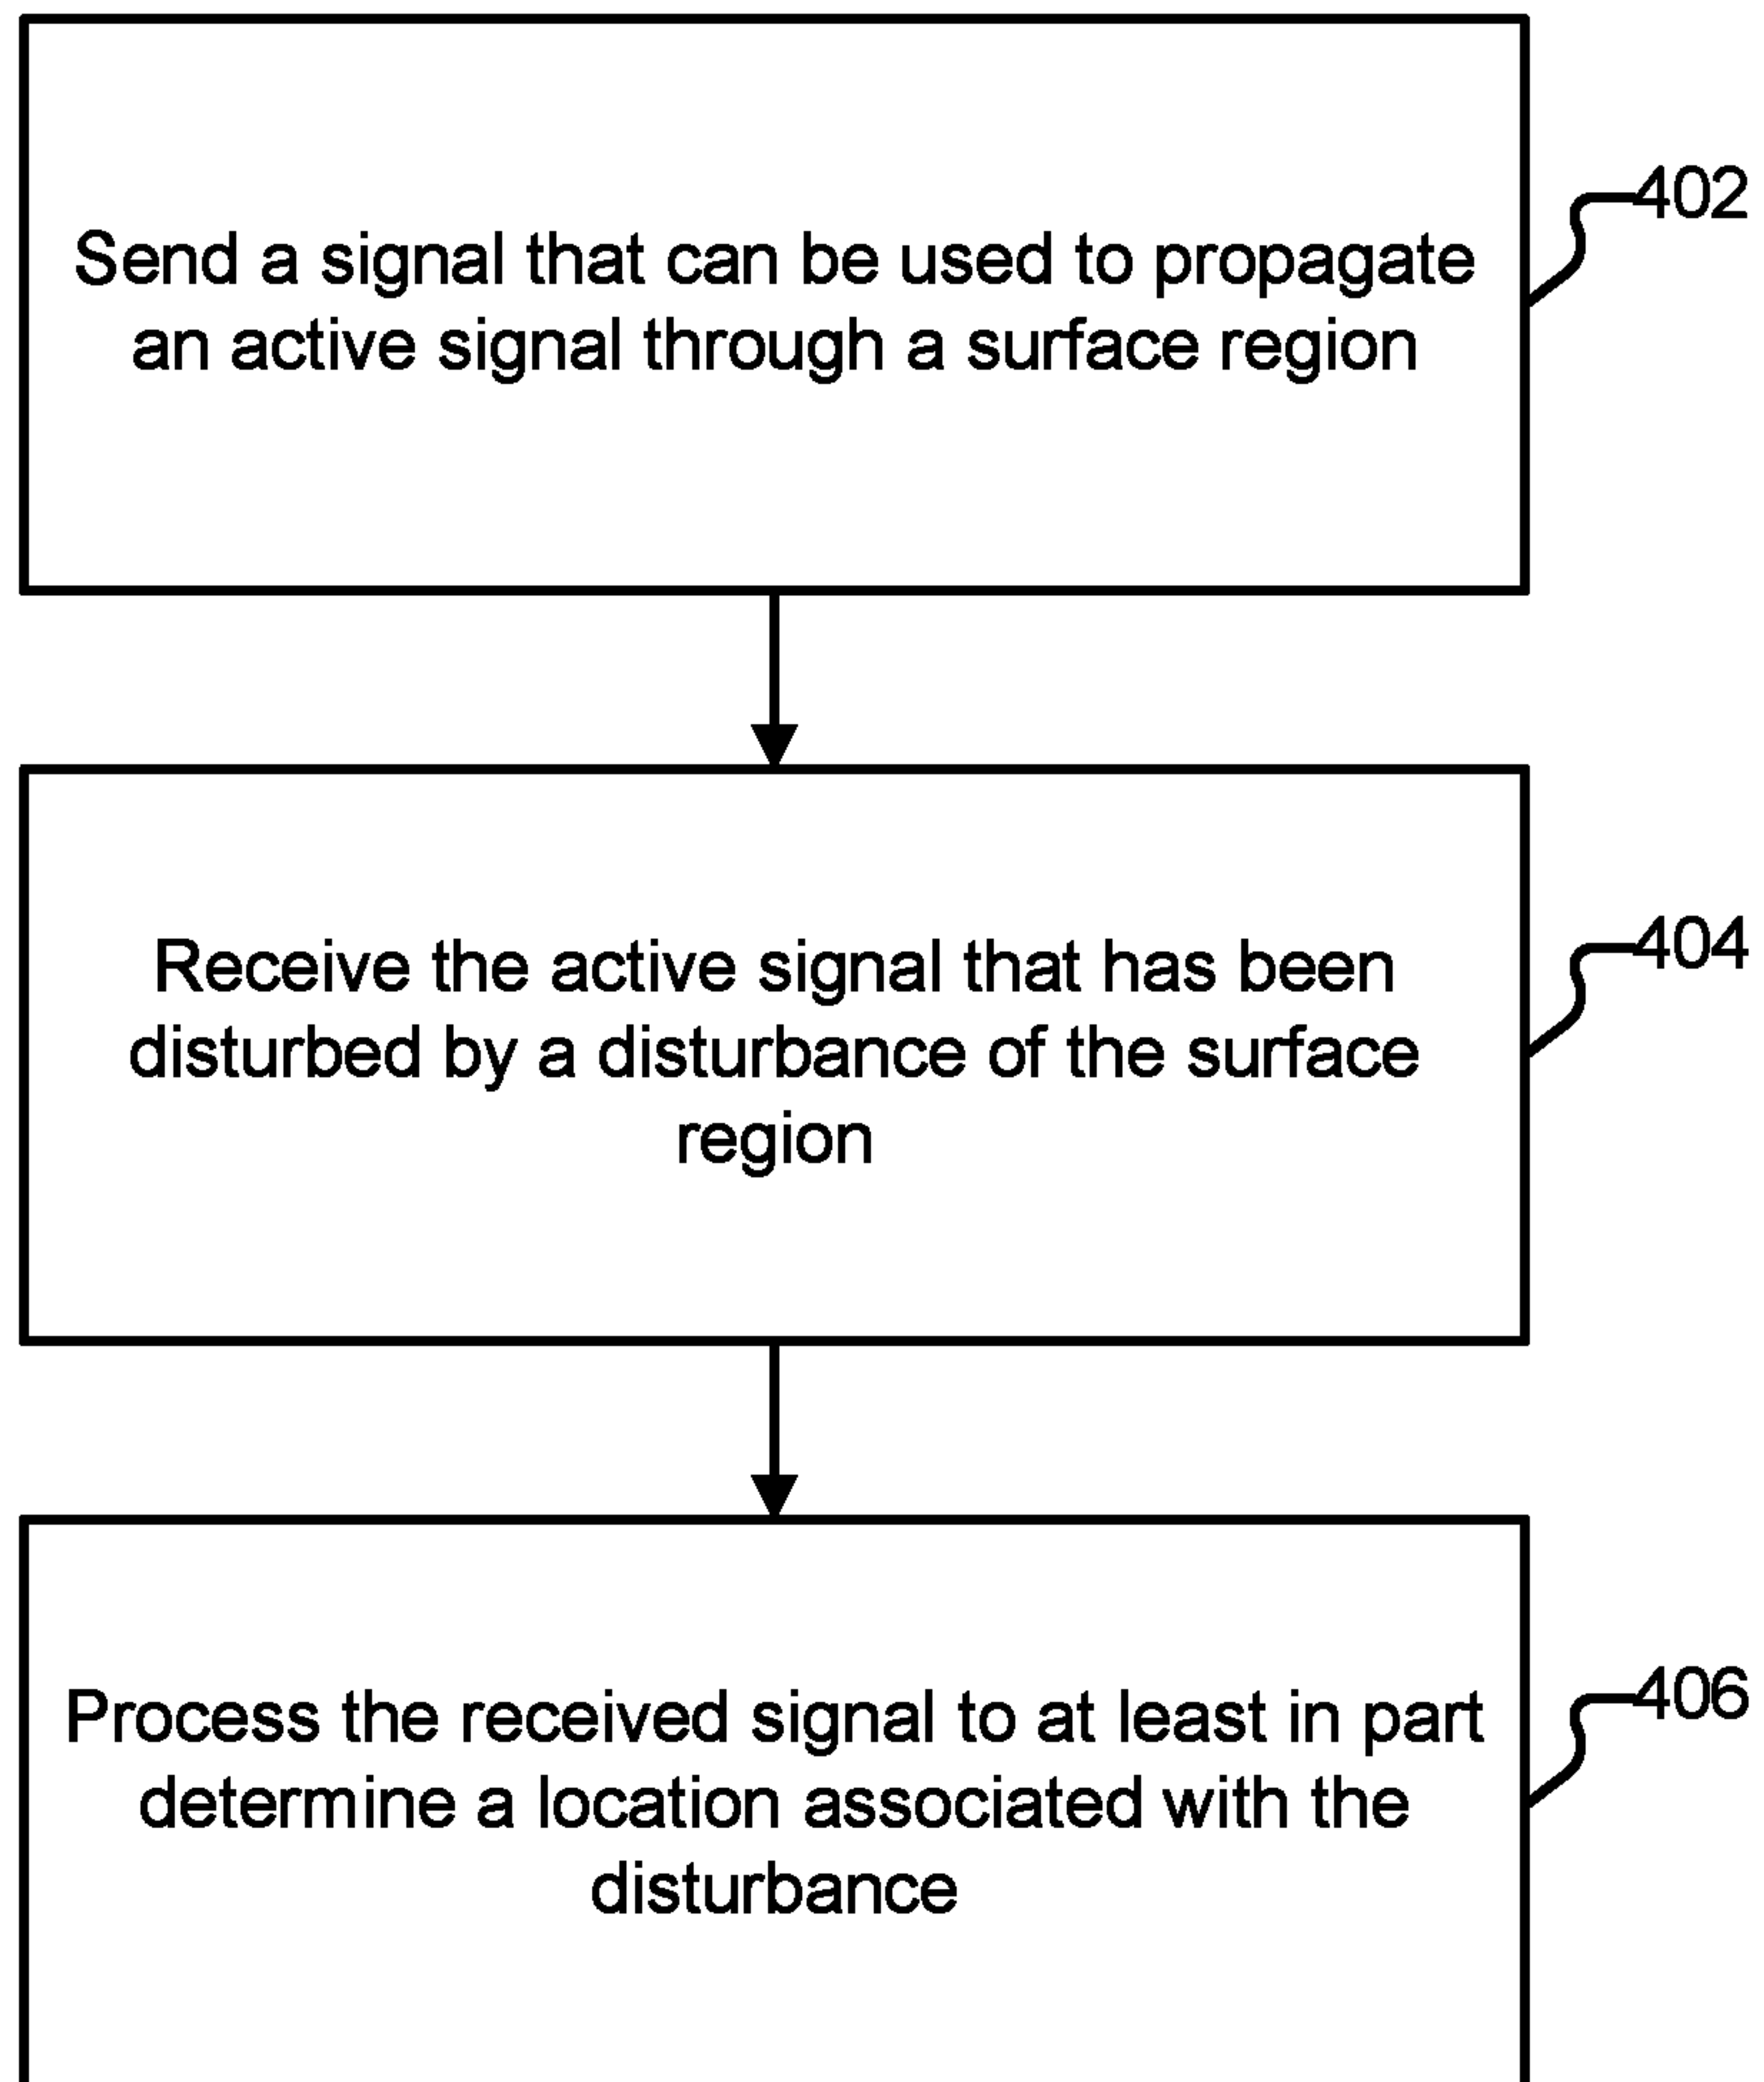 Send a signal that can be used to propagate
an active signal through a surface region
402
Receive the active signal that has been
disturbed by a disturbance of the surface
region
404
Process the received signal to at least in part
determine a location associated with the
disturbance
406